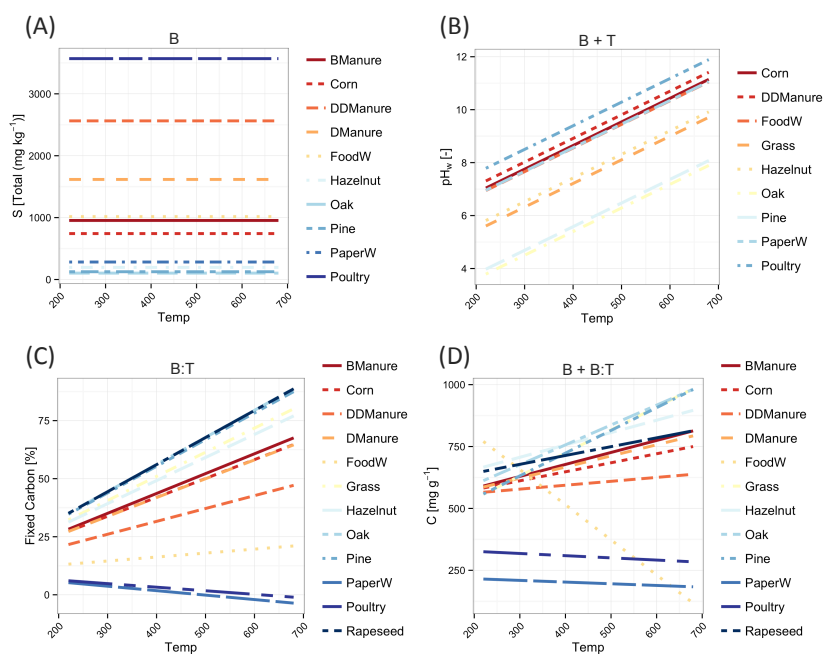 (A)
B
S [Total (mg kg⁻¹)]
3000
2000
1000
0
200
300
400
500
600
700
Temp
BManure
Corn
DDManure
DManure
FoodW
Hazelnut
Oak
Pine
PaperW
Poultry
(B)
B + T
pHw [-]
12
10
8
6
4
200
300
400
500
600
700
Temp
Corn
DDManure
FoodW
Grass
Hazelnut
Oak
Pine
PaperW
Poultry
(C)
B:T
Fixed Carbon [%]
75
50
25
0
200
300
400
500
600
700
Temp
BManure
Corn
DDManure
DManure
FoodW
Grass
Hazelnut
Oak
Pine
PaperW
Poultry
Rapeseed
(D)
B + B:T
C [mg g⁻¹]
1000
750
500
250
200
300
400
500
600
700
Temp
BManure
Corn
DDManure
DManure
FoodW
Grass
Hazelnut
Oak
Pine
PaperW
Poultry
Rapeseed